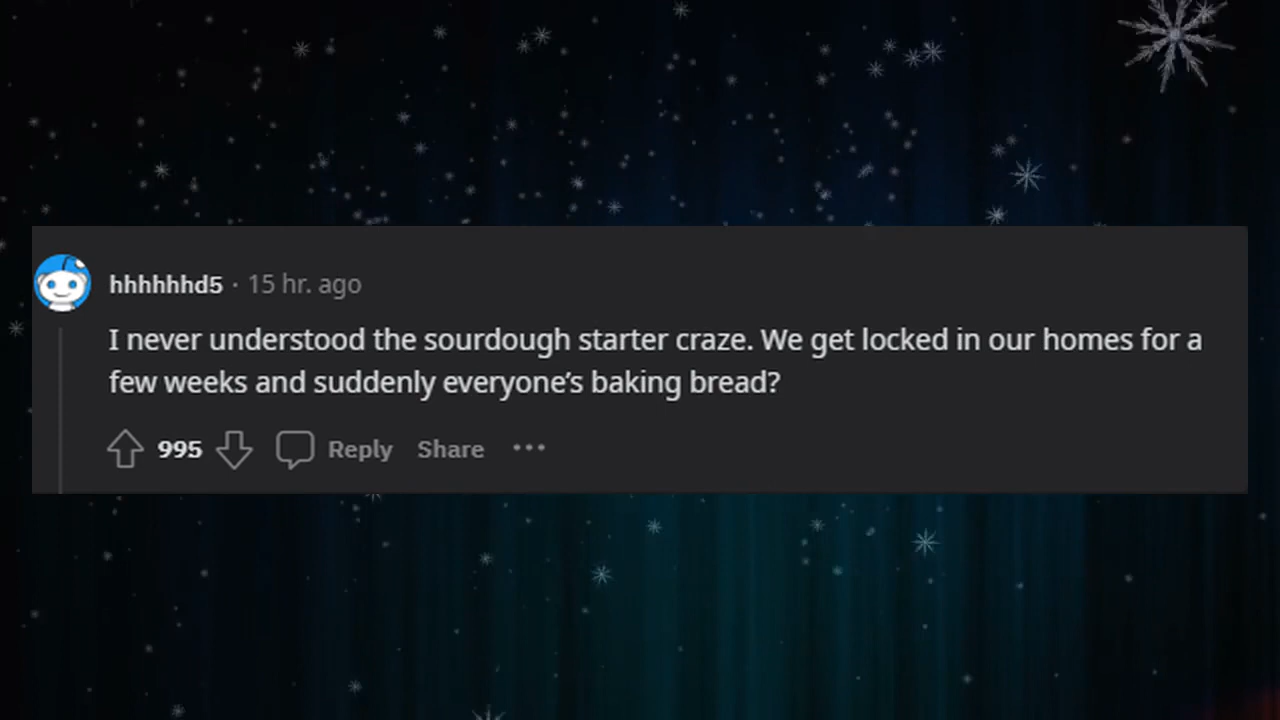 hhhhhhd5 · 15 hr. ago
I never understood the sourdough starter craze. We get locked in our homes for a
few weeks and suddenly everyone’s baking bread?
995 Reply Share ···